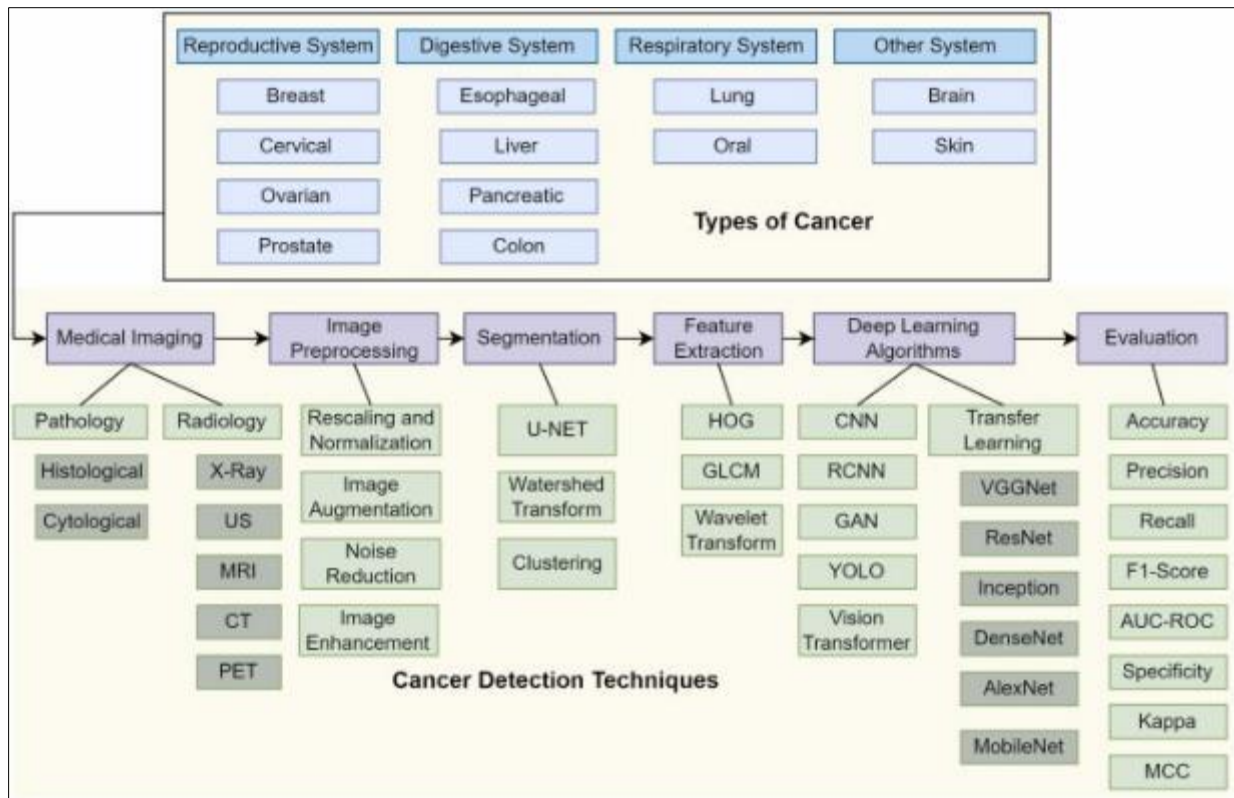 Reproductive System
Digestive System
Respiratory System
Other System
Breast
Esophageal
Lung
Brain
Cervical
Liver
Oral
Skin
Ovarian
Pancreatic
Prostate
Colon
Types of Cancer
Medical Imaging
Image
Preprocessing
Segmentation
Feature
Extraction
Deep Learning
Algorithms
Evaluation
Pathology
Histological
Cytological
Radiology
X-Ray
US
MRI
CT
PET
Rescaling and
Normalization
Image
Augmentation
Noise
Reduction
Image
Enhancement
U-NET
Watershed
Transform
Clustering
HOG
GLCM
Wavelet
Transform
CNN
RCNN
GAN
YOLO
Vision
Transformer
Transfer
Learning
VGGNet
ResNet
Inception
DenseNet
AlexNet
MobileNet
Accuracy
Precision
Recall
F1-Score
AUC-ROC
Specificity
Kappa
MCC
Cancer Detection Techniques